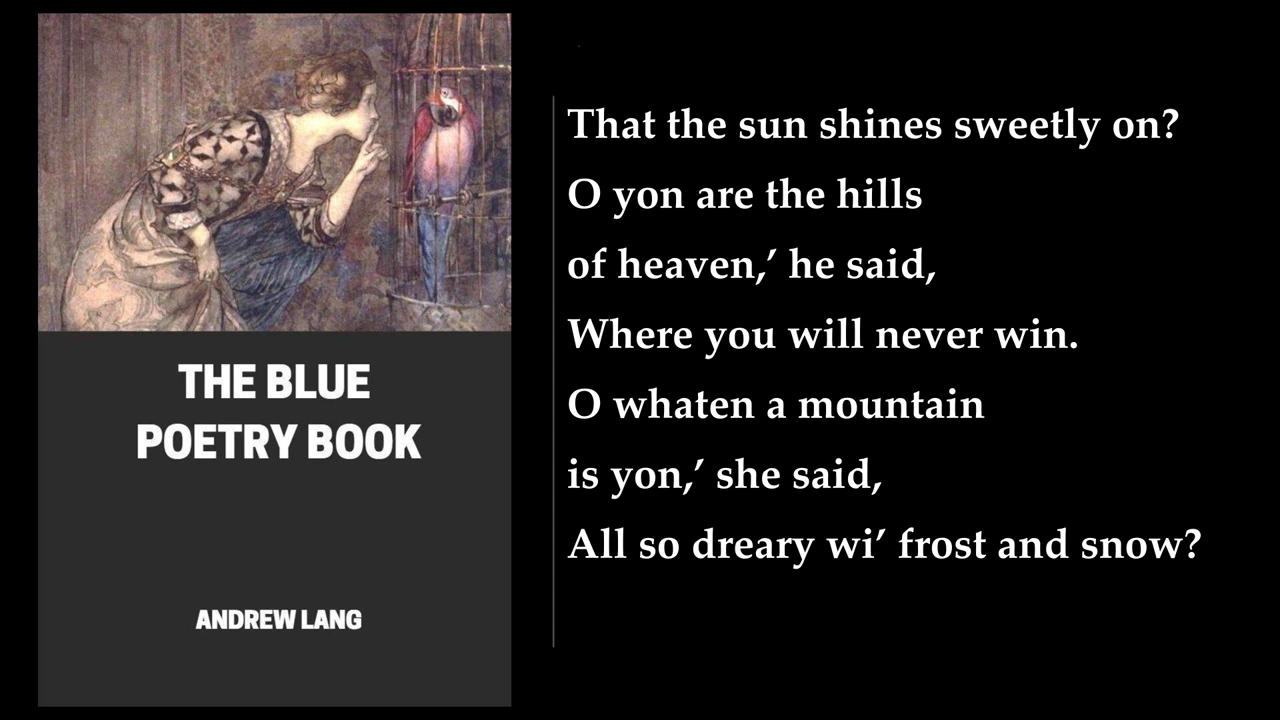 THE BLUE
POETRY BOOK
ANDREW LANG
That the sun shines sweetly on?
O yon are the hills
of heaven,’ he said,
Where you will never win.
O whaten a mountain
is yon,’ she said,
All so dreary wi’ frost and snow?